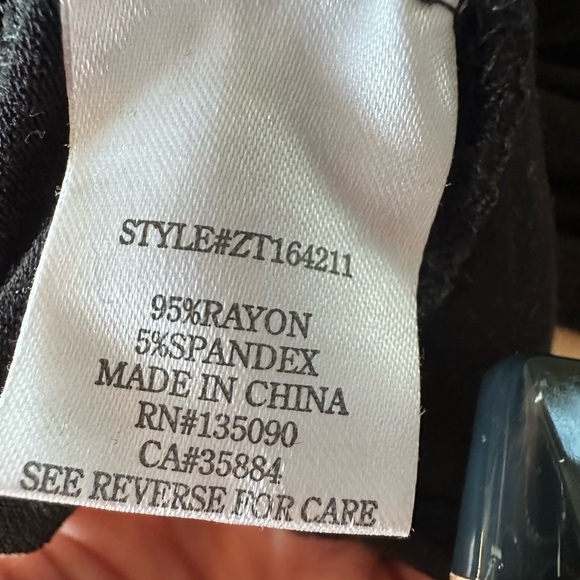 STYLE#ZT164211
95%RAYON
5%SPANDEX
MADE IN CHINA
RN#135090
CA#35884
SEE REVERSE FOR CARE